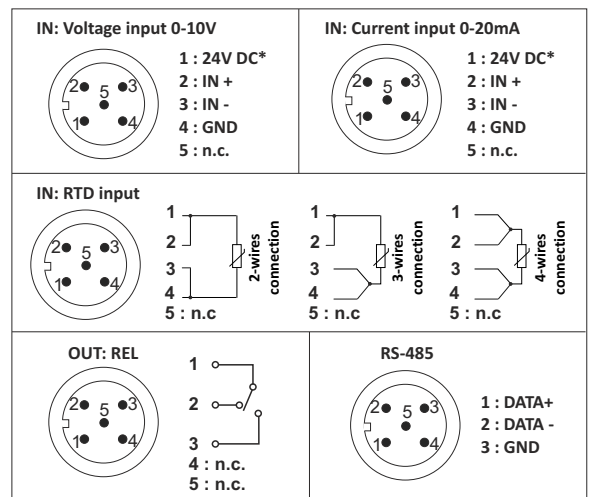 IN: Voltage input 0-10V
2 5 3
1 4
1 : 24V DC*
2 : IN +
3 : IN -
4 : GND
5 : n.c.
IN: Current input 0-20mA
2 5 3
1 4
1 : 24V DC*
2 : IN +
3 : IN -
4 : GND
5 : n.c.
IN: RTD input
2 5 3
1 4
1
2
3
4
5 : n.c
2-wires
connection
1
2
3
4
5 : n.c
3-wires
connection
1
2
3
4
5 : n.c
4-wires
connection
OUT: REL
2 5 3
1 4
1
2
3
4 : n.c.
5 : n.c.
RS-485
2 5 3
1 4
1 : DATA+
2 : DATA -
3 : GND